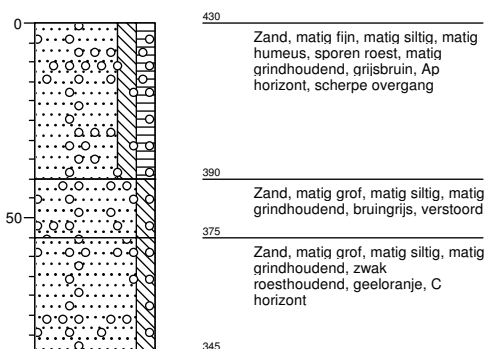 0
430
Zand, matig fijn, matig siltig, matig
humeus, sporen roest, matig
grindhoudend, grijsbruin, Ap
horizont, scherpe overgang
390
Zand, matig grof, matig siltig, matig
grindhoudend, bruingrijs, verstoord
50
375
Zand, matig grof, matig siltig, matig
grindhoudend, zwak
roesthoudend, geeloranje, C
horizont
345